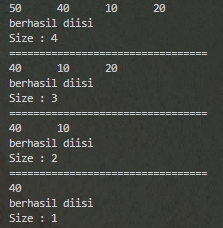 50 40 10 20
berhasil diisi
Size : 4
=================================
40 10 20
berhasil diisi
Size : 3
=================================
40 10
berhasil diisi
Size : 2
=================================
40
berhasil diisi
Size : 1